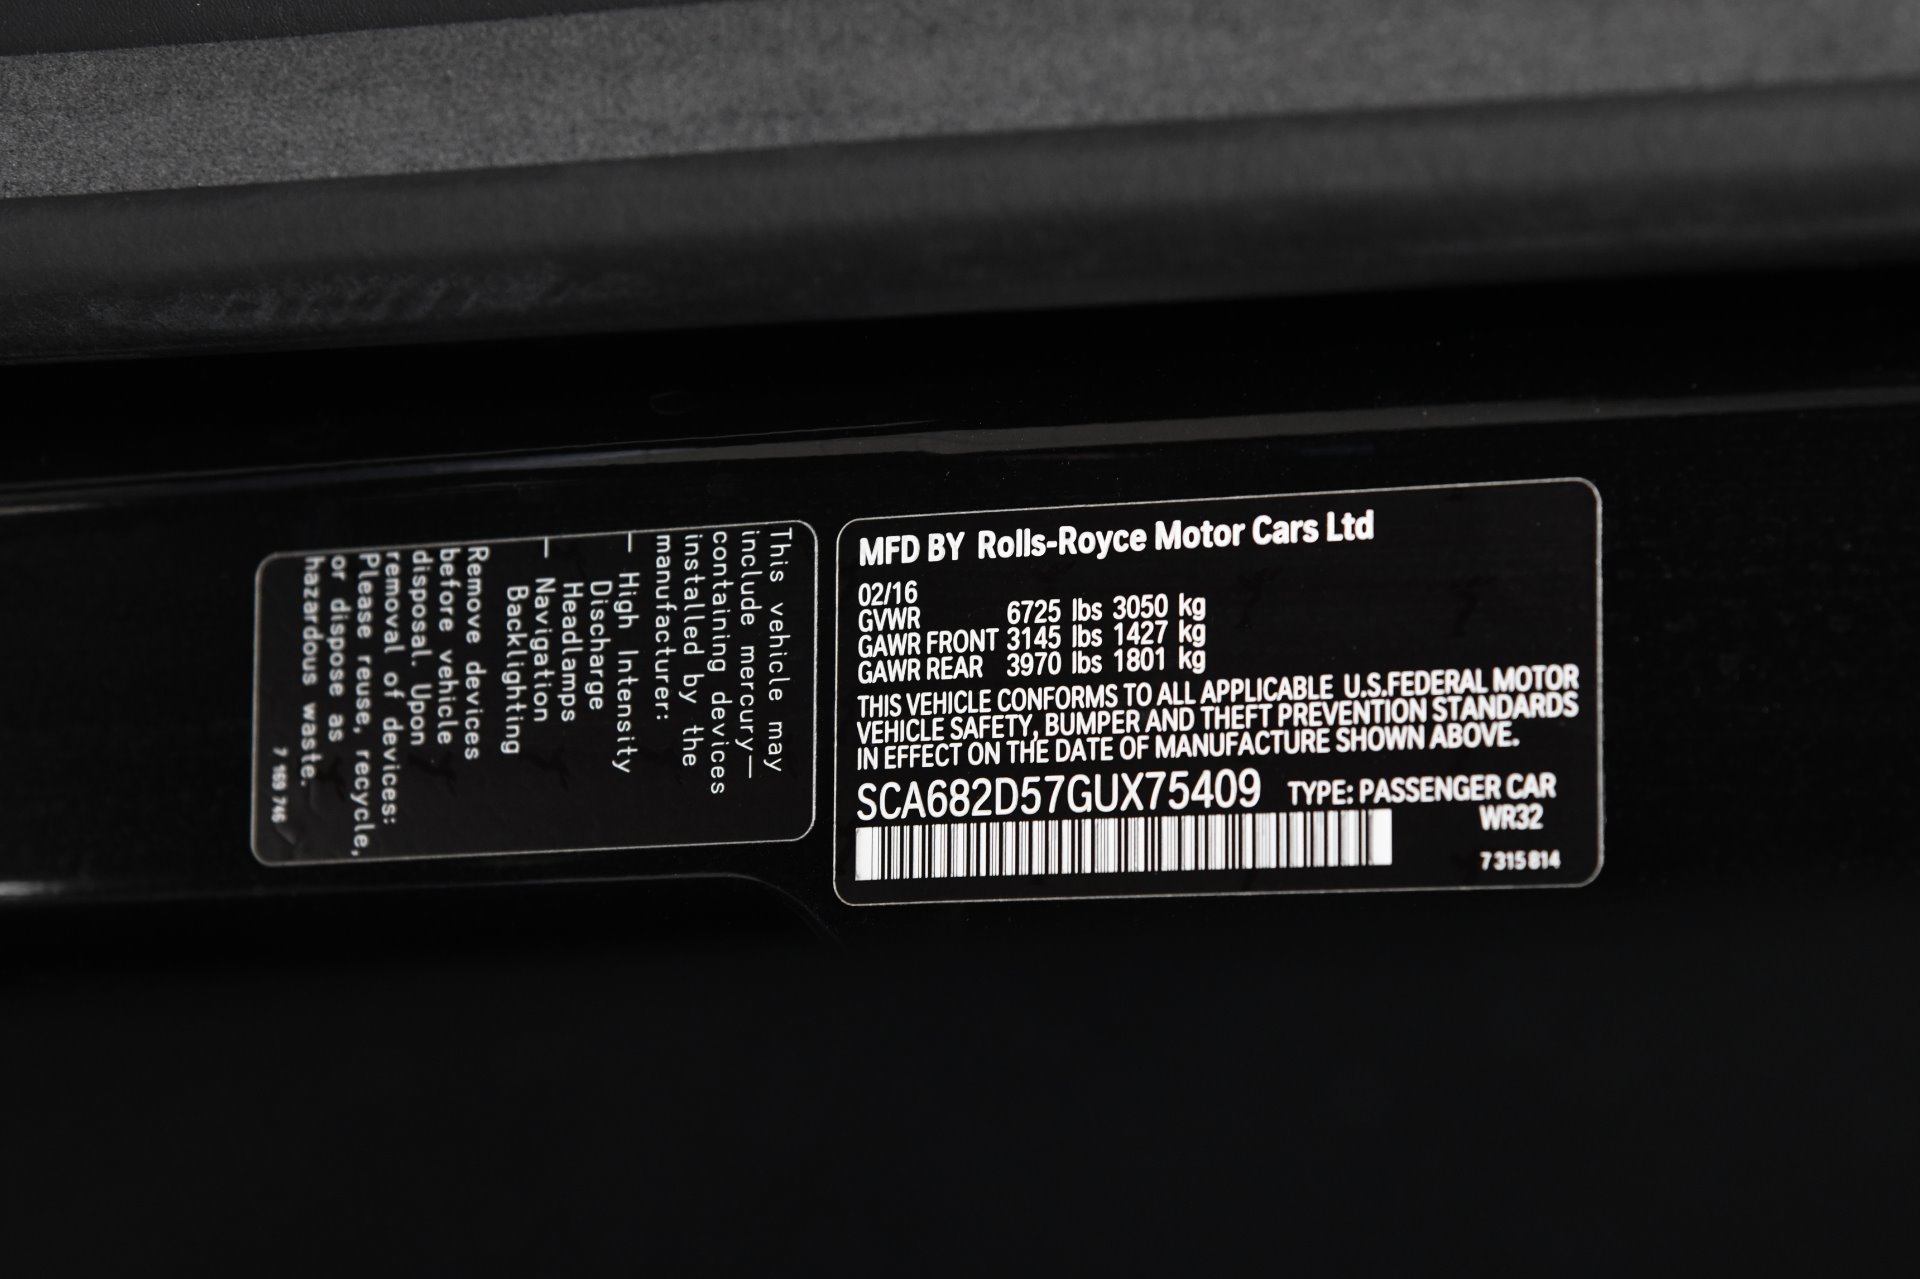 This vehicle may
include mercury—
containing devices
installed by the
manufacturer:
— High Intensity
Discharge
Headlamps
— Navigation
Backlighting
Remove devices
before vehicle
disposal. Upon
removal of devices:
Please reuse, recycle,
or dispose as
hazardous waste.
7 169 746
MFD BY Rolls-Royce Motor Cars Ltd
02/16
GVWR 6725 lbs 3050 kg
GAWR FRONT 3145 lbs 1427 kg
GAWR REAR 3970 lbs 1801 kg
THIS VEHICLE CONFORMS TO ALL APPLICABLE U.S.FEDERAL MOTOR
VEHICLE SAFETY, BUMPER AND THEFT PREVENTION STANDARDS
IN EFFECT ON THE DATE OF MANUFACTURE SHOWN ABOVE.
SCA682D57GUX75409 TYPE: PASSENGER CAR
WR32
7 315 814